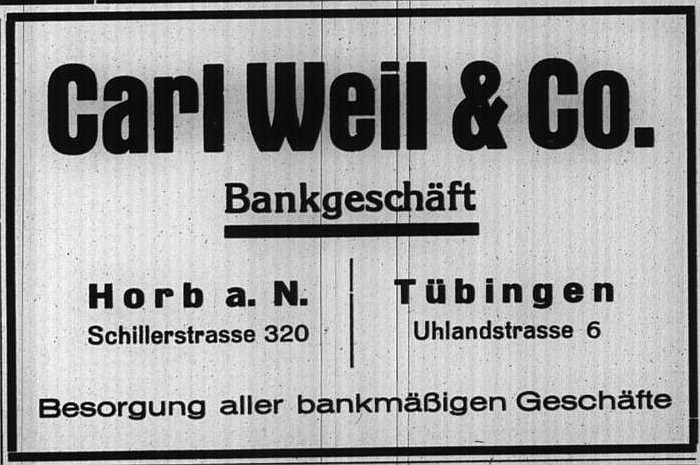 Carl Weil & Co.
Bankgeschäft
Horb a. N.
Schillerstrasse 320
Tübingen
Uhlandstrasse 6
Besorgung aller bankmäßigen Geschäfte